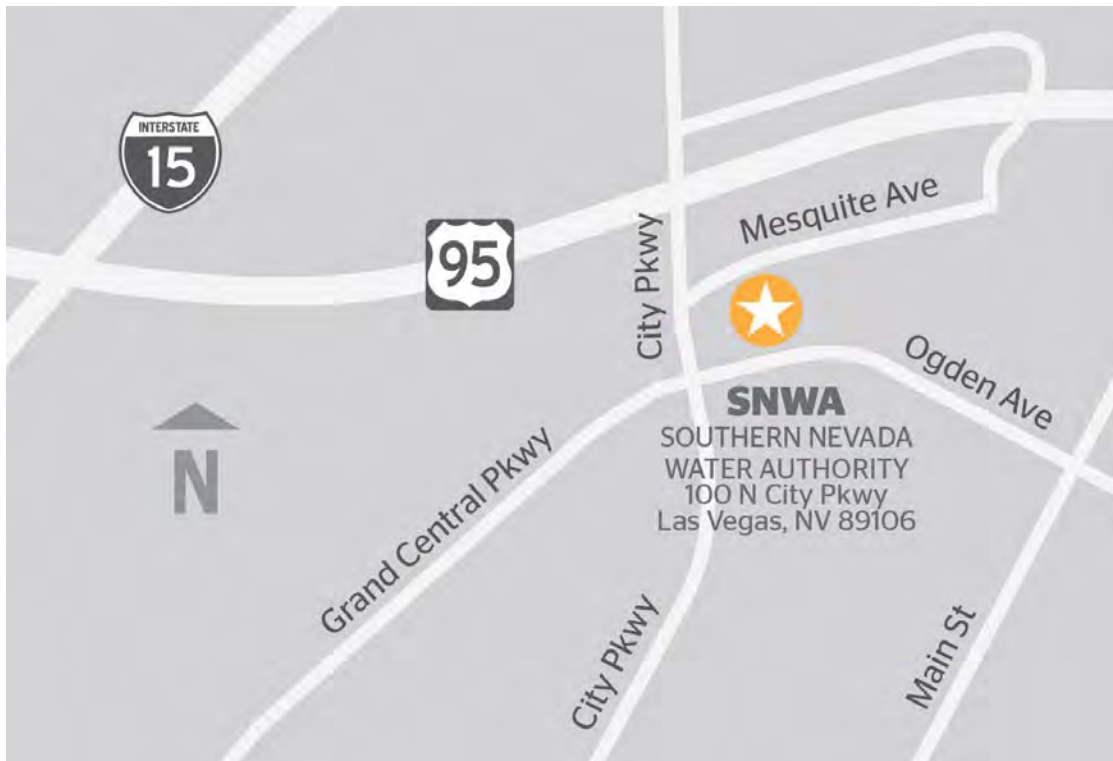 INTERSTATE
15
95
Mesquite Ave
City Pkwy
Ogden Ave
SNWA
SOUTHERN NEVADA
WATER AUTHORITY
100 N City Pkwy
Las Vegas, NV 89106
N
Grand Central Pkwy
City Pkwy
Main St